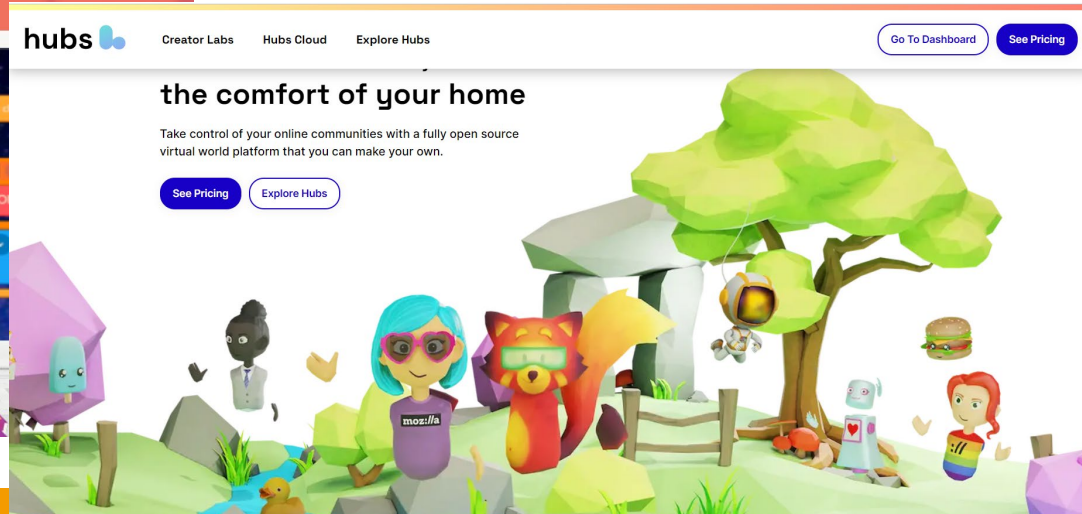 hubs
Creator Labs
Hubs Cloud
Explore Hubs
Go To Dashboard
See Pricing
the comfort of your home
Take control of your online communities with a fully open source
virtual world platform that you can make your own.
See Pricing
Explore Hubs
moz://a
://